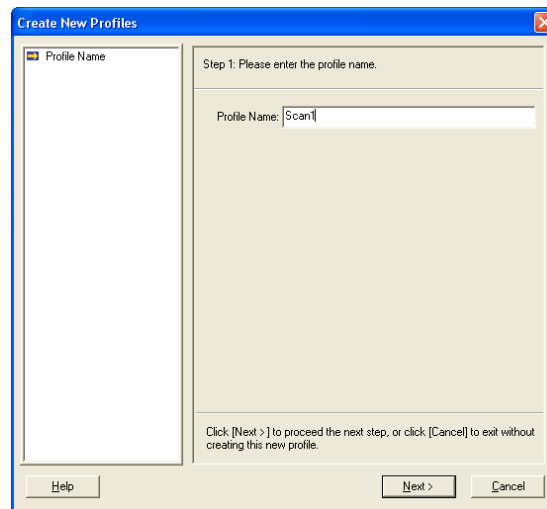 Create New Profiles
Profile Name
Step 1: Please enter the profile name.
Profile Name: Scan1
Click [Next >] to proceed the next step, or click [Cancel] to exit without
creating this new profile.
Help
Next >
Cancel